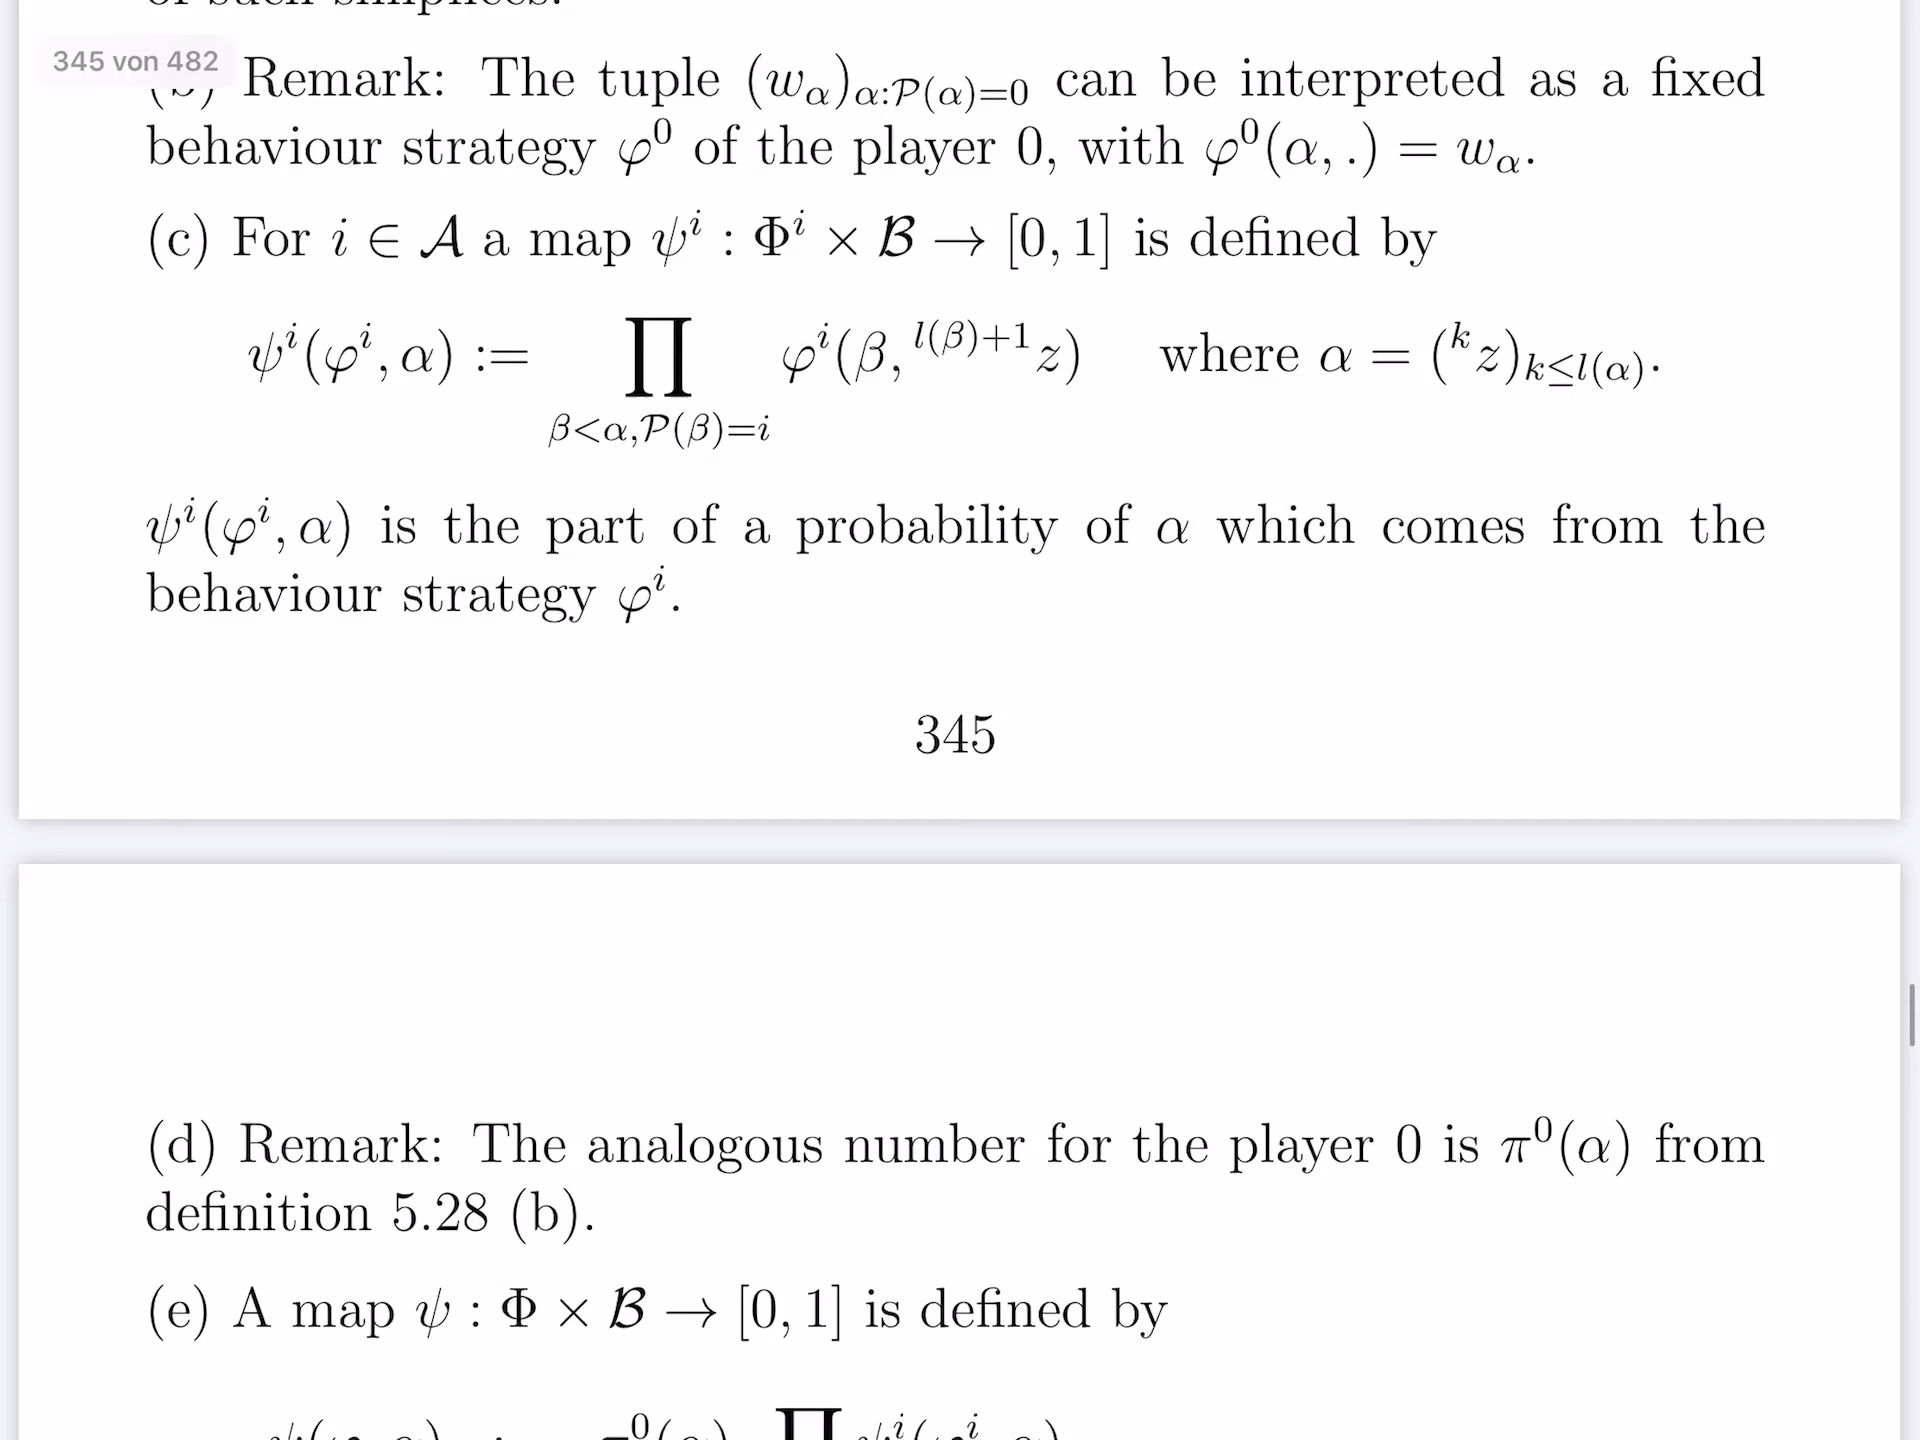 of such simplices.
345 von 482
(b) Remark: The tuple (w_α)_{α:𝒫(α)=0} can be interpreted as a fixed
behaviour strategy φ^0 of the player 0, with φ^0(α, .) = w_α.
(c) For i ∈ 𝒜 a map ψ^i : Φ^i × ℬ → [0, 1] is defined by
ψ^i(φ^i, α) := ∏_{β<α,𝒫(β)=i} φ^i(β, ^{l(β)+1}z) where α = (^k z)_{k≤l(α)}.
ψ^i(φ^i, α) is the part of a probability of α which comes from the
behaviour strategy φ^i.
345
(d) Remark: The analogous number for the player 0 is π^0(α) from
definition 5.28 (b).
(e) A map ψ : Φ × ℬ → [0, 1] is defined by